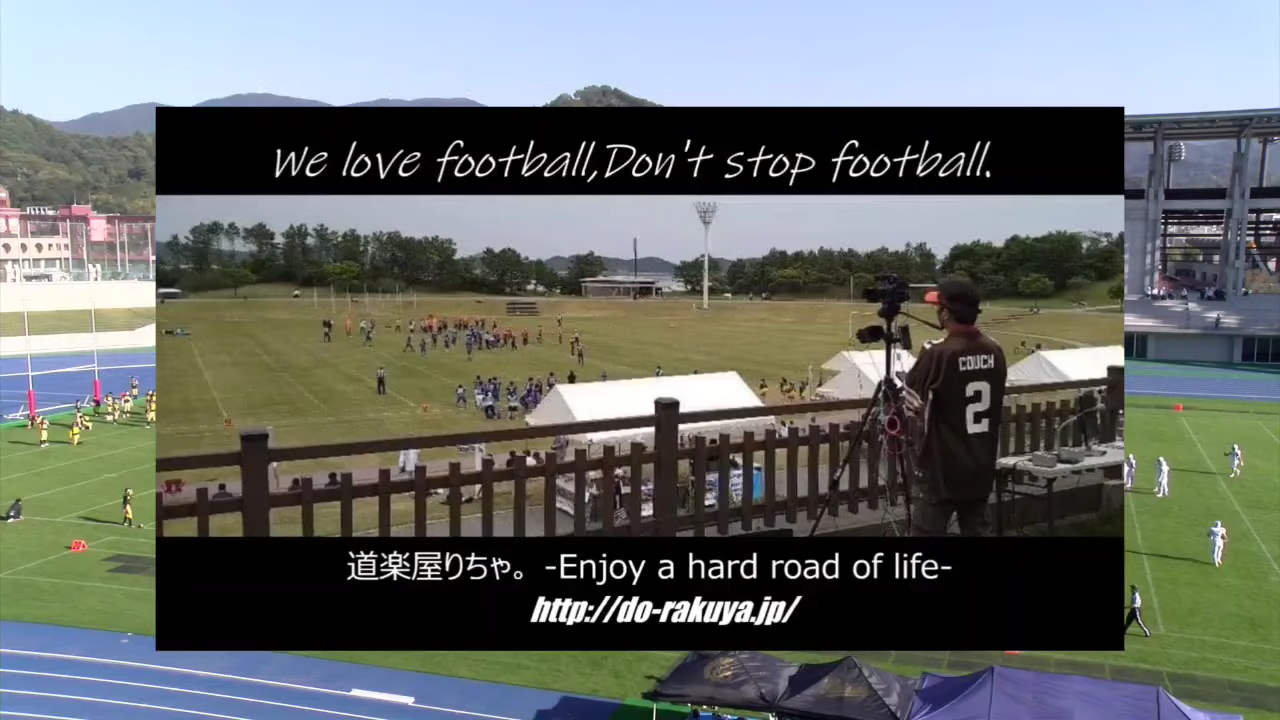 We love football,Don't stop football.
COUCH
2
道楽屋りちゃ。 -Enjoy a hard road of life-
http://do-rakuya.jp/